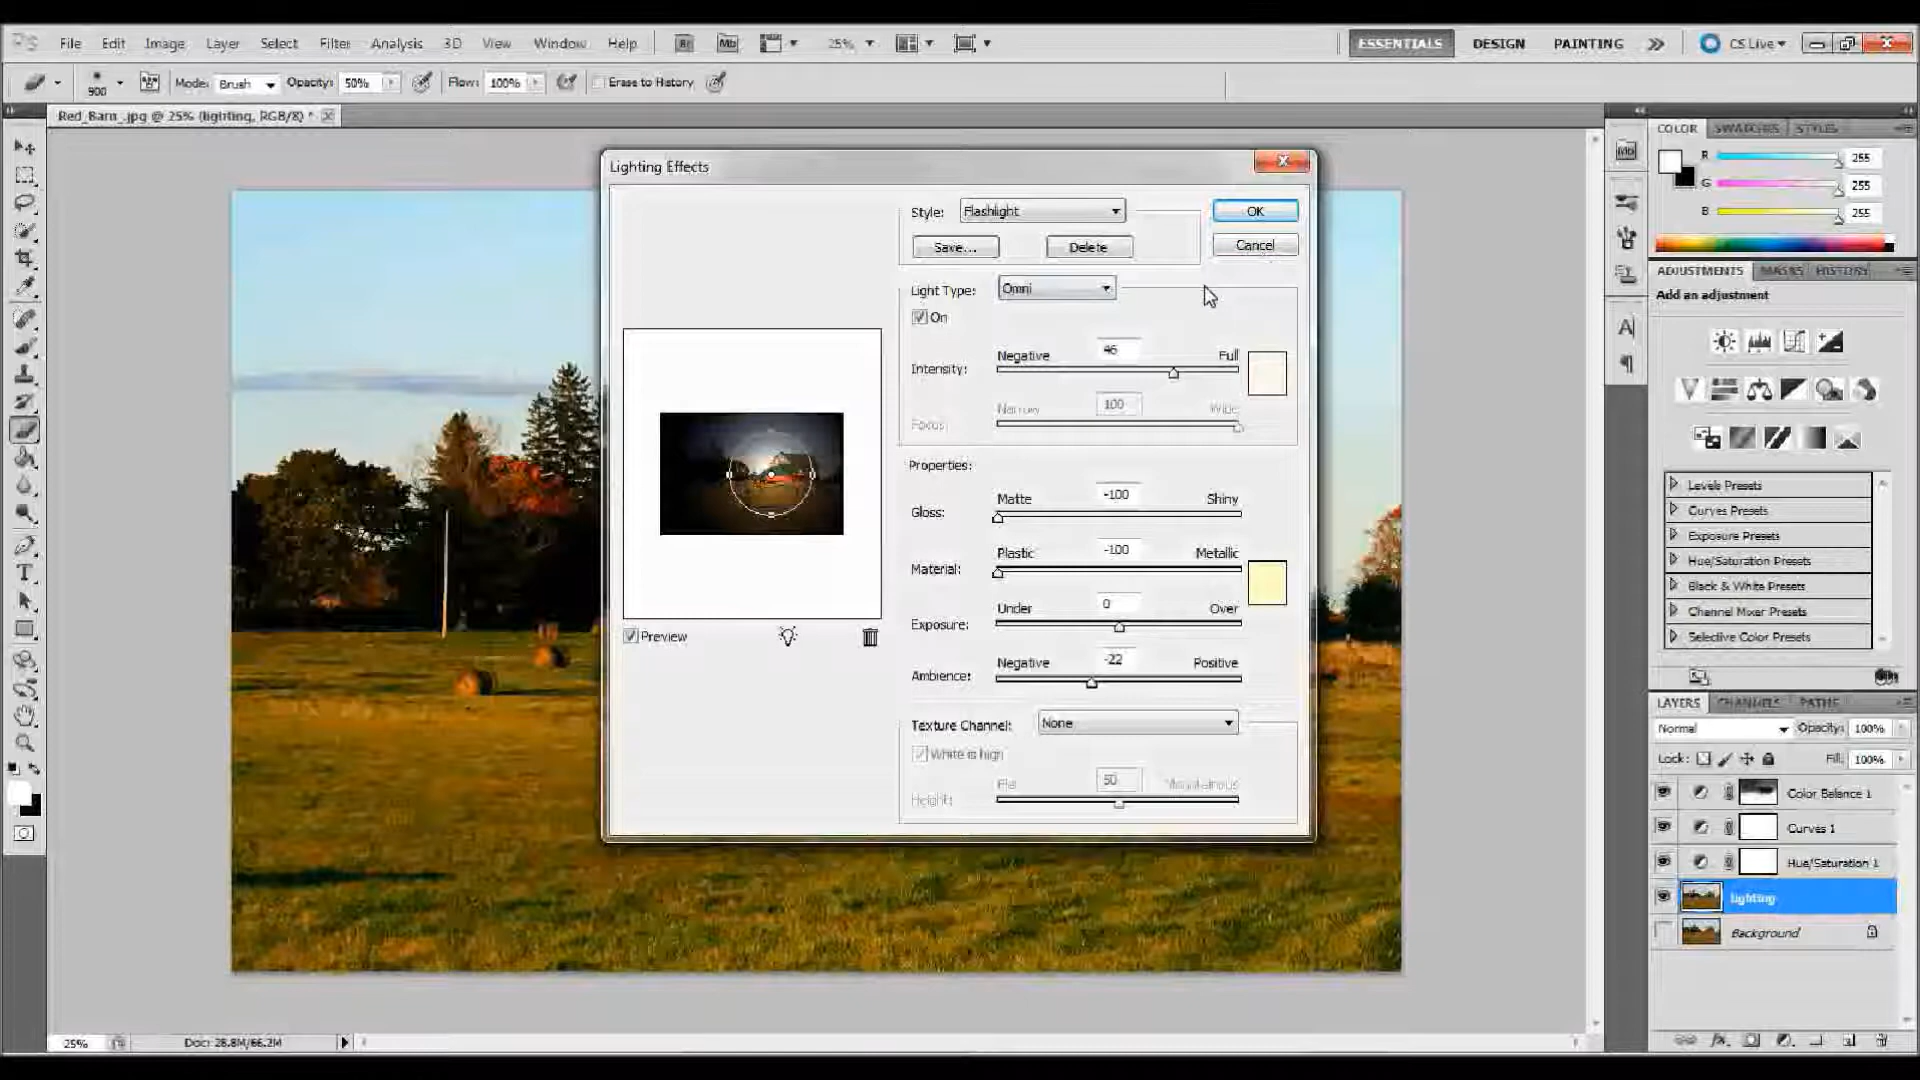 Ps File Edit Image Layer Select Filter Analysis 3D View Window Help Br Mb 25% ESSENTIALS DESIGN PAINTING CS Live
900 Mode: Brush Opacity: 50% Flow: 100% Erase to History
Red_Barn_.jpg @ 25% (lighting, RGB/8) *
Lighting Effects
Style: Flashlight
OK
Save...
Delete
Cancel
Light Type: Omni
On
Negative 46 Full
Intensity:
Narrow 100 Wide
Focus:
Properties:
Matte -100 Shiny
Gloss:
Plastic -100 Metallic
Material:
Under 0 Over
Exposure:
Negative -22 Positive
Ambience:
Preview
Texture Channel: None
White is high
Flat 50 Mountainous
Height:
COLOR SWATCHES STYLES
R 255
G 255
B 255
ADJUSTMENTS MASKS HISTORY
Add an adjustment
Levels Presets
Curves Presets
Exposure Presets
Hue/Saturation Presets
Black & White Presets
Channel Mixer Presets
Selective Color Presets
LAYERS CHANNELS PATHS
Normal Opacity: 100%
Lock: Fill: 100%
Color Balance 1
Curves 1
Hue/Saturation 1
lighting
Background
25% Doc: 28.8M/66.2M